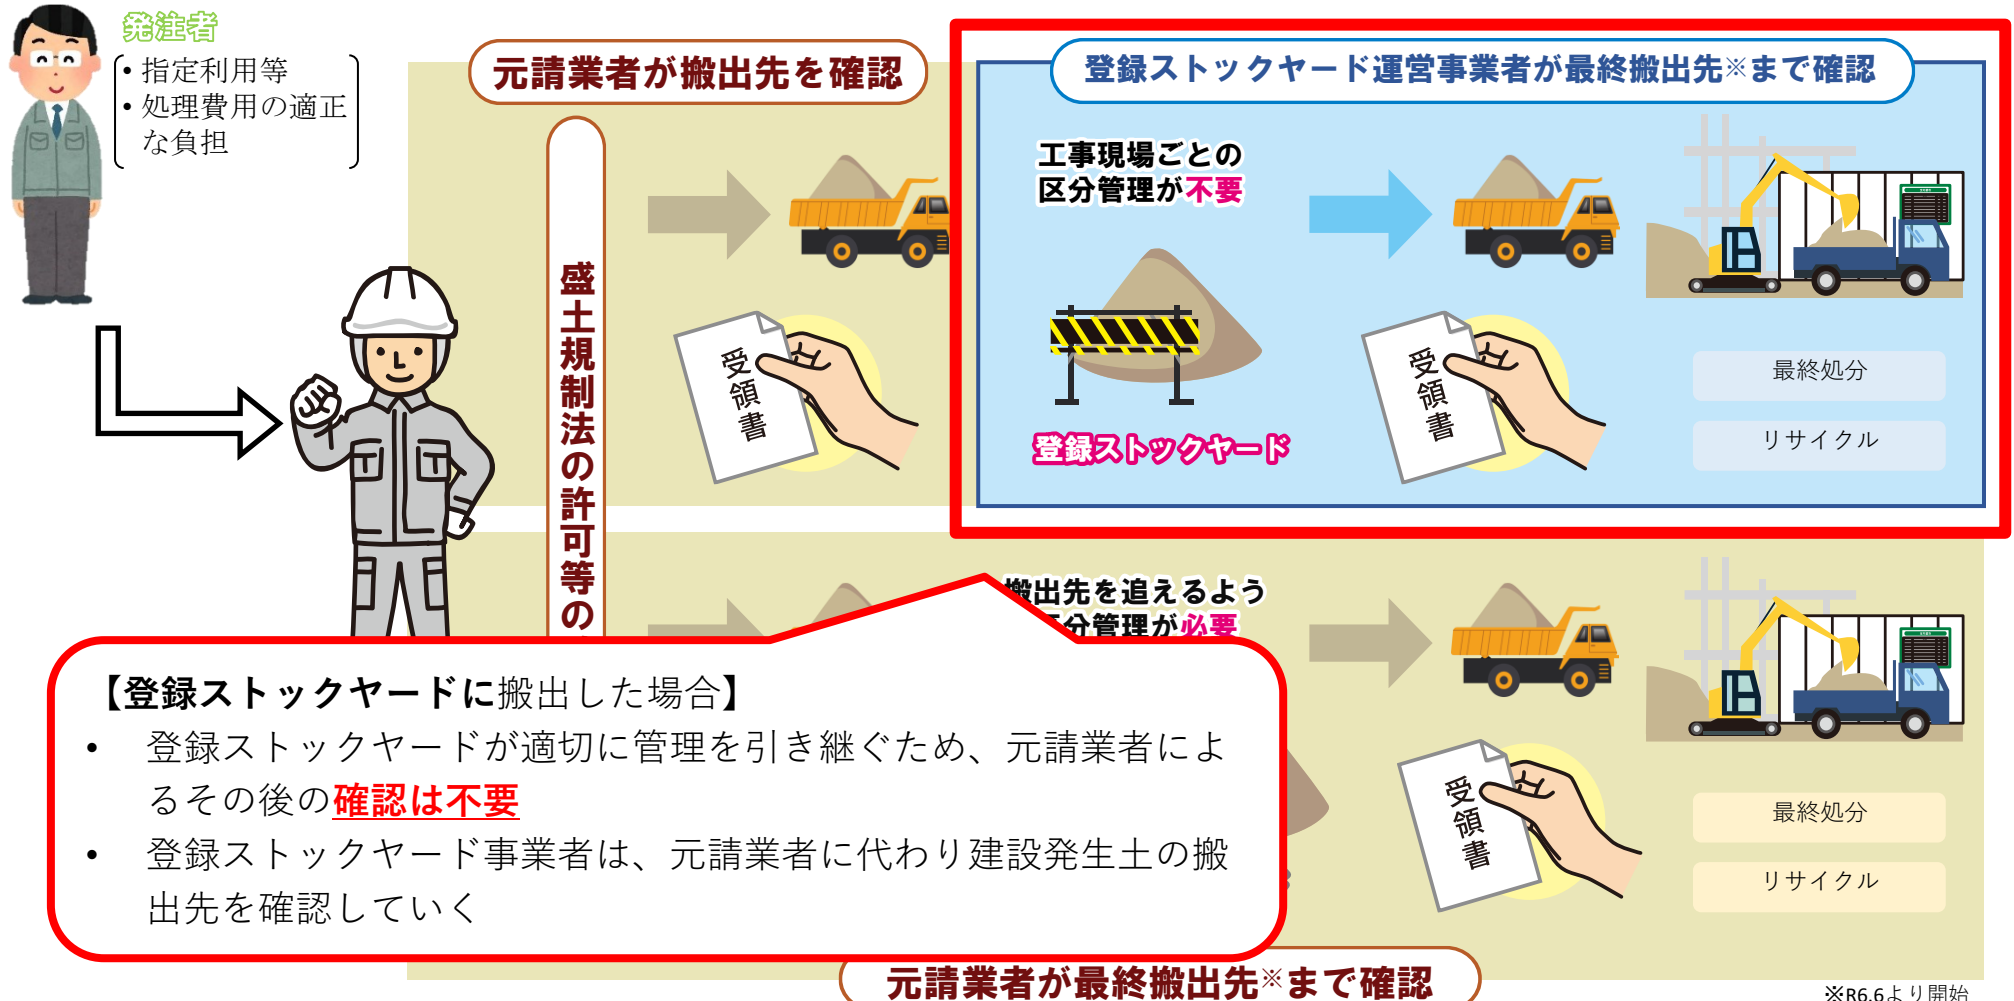 発注者
・指定利用等
・処理費用の適正
な負担
元請業者が搬出先を確認
盛土規制法の許可等の
受領書
登録ストックヤード運営事業者が最終搬出先※まで確認
工事現場ごとの
区分管理が不要
登録ストックヤード
受領書
最終処分
リサイクル
搬出先を追えるよう
区分管理が必要
受領書
最終処分
リサイクル
【登録ストックヤードに搬出した場合】
• 登録ストックヤードが適切に管理を引き継ぐため、元請業者によ
るその後の確認は不要
• 登録ストックヤード事業者は、元請業者に代わり建設発生土の搬
出先を確認していく
元請業者が最終搬出先※まで確認
※R6.6より開始